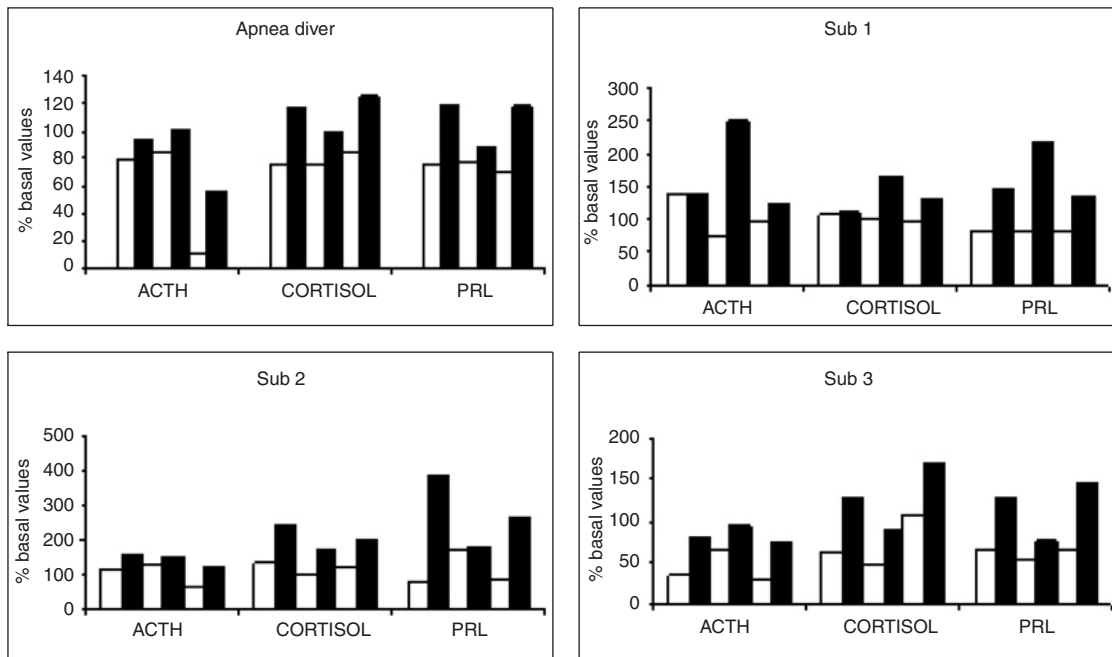 Apnea diver
% basal values
140
120
100
80
60
40
20
0
ACTH CORTISOL PRL
Sub 1
% basal values
300
250
200
150
100
50
0
ACTH CORTISOL PRL
Sub 2
% basal values
500
400
300
200
100
0
ACTH CORTISOL PRL
Sub 3
% basal values
200
150
100
50
0
ACTH CORTISOL PRL